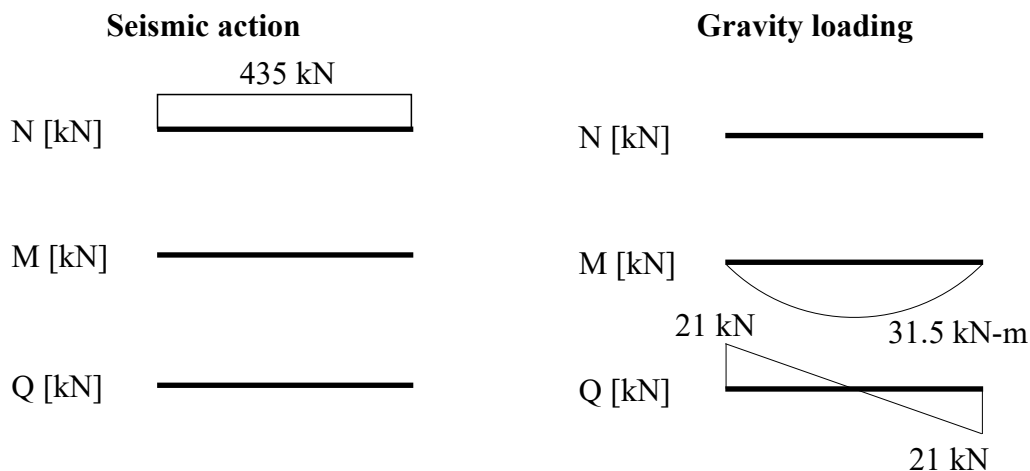 Seismic action
435 kN
N [kN]
M [kN]
Q [kN]
Gravity loading
N [kN]
M [kN]
31.5 kN-m
21 kN
Q [kN]
21 kN